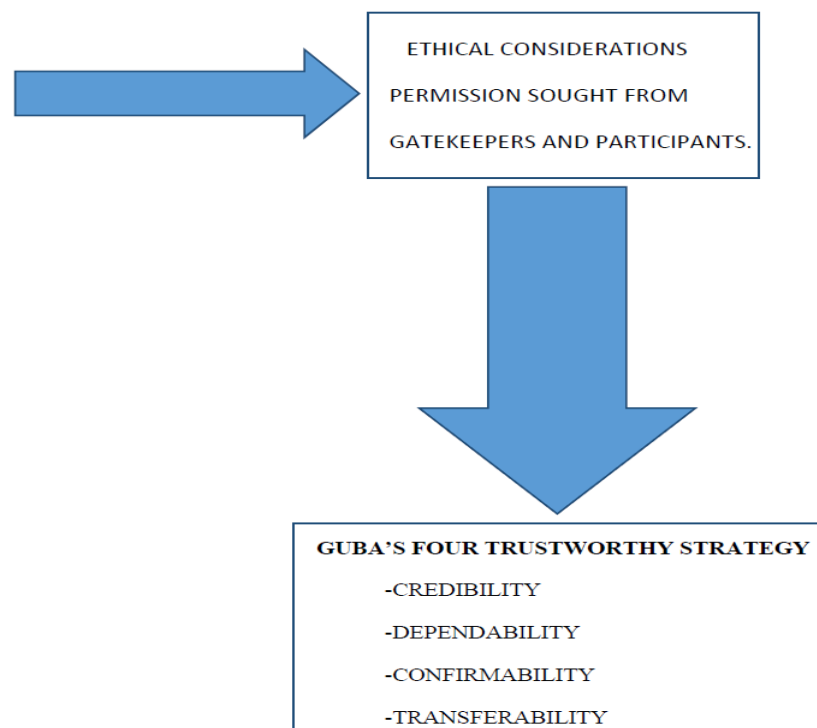 ETHICAL CONSIDERATIONS
PERMISSION SOUGHT FROM
GATEKEEPERS AND PARTICIPANTS.
GUBA’S FOUR TRUSTWORTHY STRATEGY
-CREDIBILITY
-DEPENDABILITY
-CONFIRMABILITY
-TRANSFERABILITY